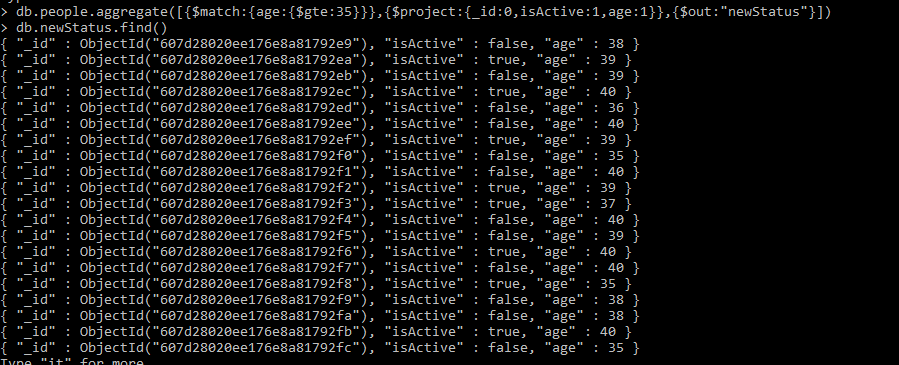 > db.people.aggregate([{$match:{age:{$gte:35}}},{$project:{_id:0,isActive:1,age:1}},{$out:"newStatus"}])
> db.newStatus.find()
{ "_id" : ObjectId("607d28020ee176e8a81792e9"), "isActive" : false, "age" : 38 }
{ "_id" : ObjectId("607d28020ee176e8a81792ea"), "isActive" : true, "age" : 39 }
{ "_id" : ObjectId("607d28020ee176e8a81792eb"), "isActive" : false, "age" : 39 }
{ "_id" : ObjectId("607d28020ee176e8a81792ec"), "isActive" : true, "age" : 40 }
{ "_id" : ObjectId("607d28020ee176e8a81792ed"), "isActive" : false, "age" : 36 }
{ "_id" : ObjectId("607d28020ee176e8a81792ee"), "isActive" : false, "age" : 40 }
{ "_id" : ObjectId("607d28020ee176e8a81792ef"), "isActive" : true, "age" : 39 }
{ "_id" : ObjectId("607d28020ee176e8a81792f0"), "isActive" : false, "age" : 35 }
{ "_id" : ObjectId("607d28020ee176e8a81792f1"), "isActive" : false, "age" : 40 }
{ "_id" : ObjectId("607d28020ee176e8a81792f2"), "isActive" : true, "age" : 39 }
{ "_id" : ObjectId("607d28020ee176e8a81792f3"), "isActive" : true, "age" : 37 }
{ "_id" : ObjectId("607d28020ee176e8a81792f4"), "isActive" : false, "age" : 40 }
{ "_id" : ObjectId("607d28020ee176e8a81792f5"), "isActive" : false, "age" : 39 }
{ "_id" : ObjectId("607d28020ee176e8a81792f6"), "isActive" : true, "age" : 40 }
{ "_id" : ObjectId("607d28020ee176e8a81792f7"), "isActive" : false, "age" : 40 }
{ "_id" : ObjectId("607d28020ee176e8a81792f8"), "isActive" : true, "age" : 35 }
{ "_id" : ObjectId("607d28020ee176e8a81792f9"), "isActive" : false, "age" : 38 }
{ "_id" : ObjectId("607d28020ee176e8a81792fa"), "isActive" : false, "age" : 38 }
{ "_id" : ObjectId("607d28020ee176e8a81792fb"), "isActive" : true, "age" : 40 }
{ "_id" : ObjectId("607d28020ee176e8a81792fc"), "isActive" : false, "age" : 35 }
Type "it" for more